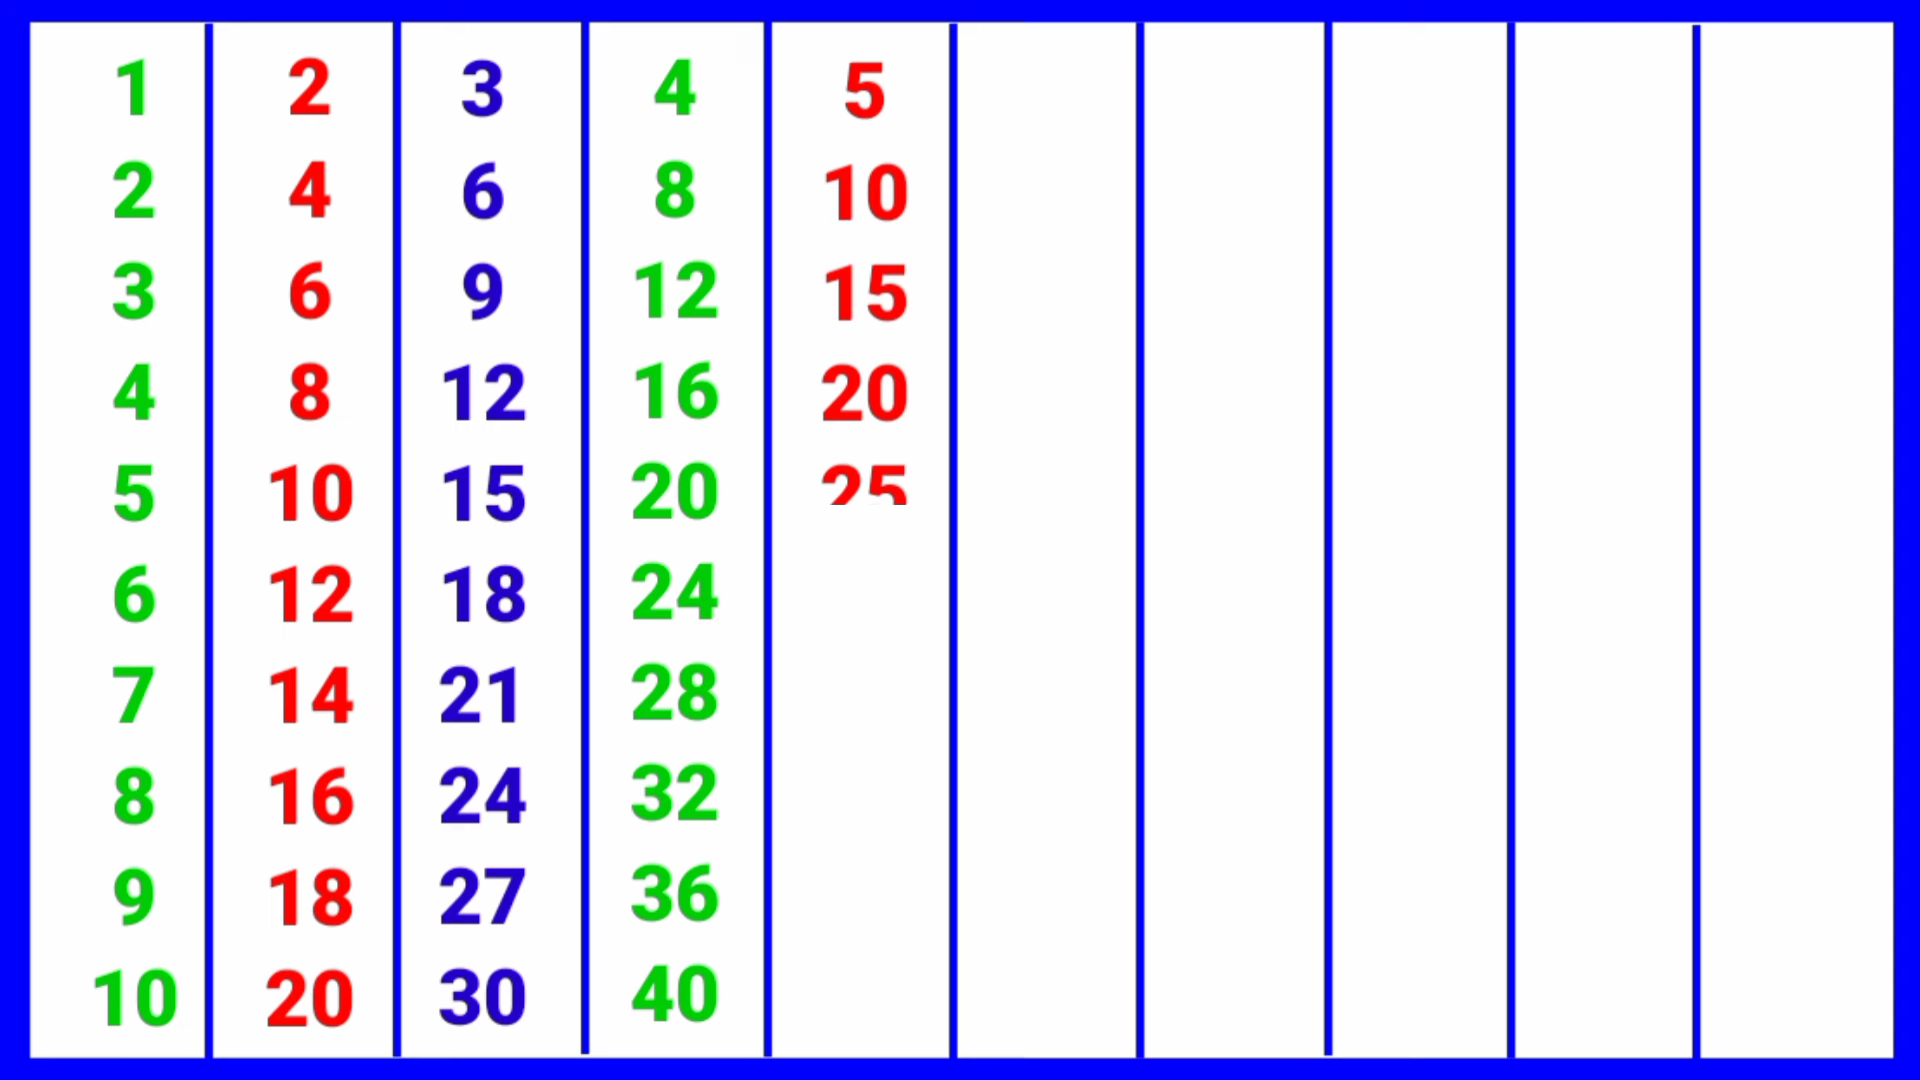 1 2 3 4 5
2 4 6 8 10
3 6 9 12 15
4 8 12 16 20
5 10 15 20 25
6 12 18 24
7 14 21 28
8 16 24 32
9 18 27 36
10 20 30 40